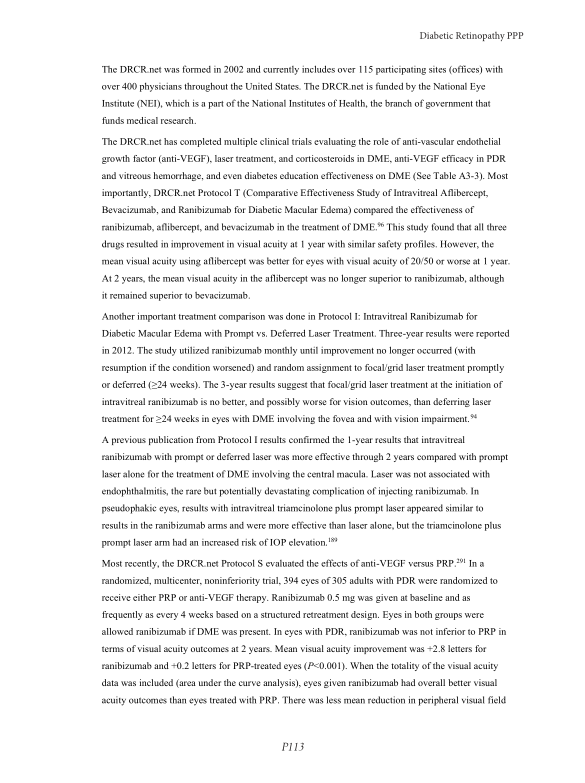 Diabetic Retinopathy PPP
The DRCR.net was formed in 2002 and currently includes over 115 participating sites (offices) with
over 400 physicians throughout the United States. The DRCR.net is funded by the National Eye
Institute (NEI), which is a part of the National Institutes of Health, the branch of government that
funds medical research.
The DRCR.net has completed multiple clinical trials evaluating the role of anti-vascular endothelial
growth factor (anti-VEGF), laser treatment, and corticosteroids in DME, anti-VEGF efficacy in PDR
and vitreous hemorrhage, and even diabetes education effectiveness on DME (See Table A3-3). Most
importantly, DRCR.net Protocol T (Comparative Effectiveness Study of Intravitreal Aflibercept,
Bevacizumab, and Ranibizumab for Diabetic Macular Edema) compared the effectiveness of
ranibizumab, aflibercept, and bevacizumab in the treatment of DME.96 This study found that all three
drugs resulted in improvement in visual acuity at 1 year with similar safety profiles. However, the
mean visual acuity using aflibercept was better for eyes with visual acuity of 20/50 or worse at 1 year.
At 2 years, the mean visual acuity in the aflibercept was no longer superior to ranibizumab, although
it remained superior to bevacizumab.
Another important treatment comparison was done in Protocol I: Intravitreal Ranibizumab for
Diabetic Macular Edema with Prompt vs. Deferred Laser Treatment. Three-year results were reported
in 2012. The study utilized ranibizumab monthly until improvement no longer occurred (with
resumption if the condition worsened) and random assignment to focal/grid laser treatment promptly
or deferred (≥24 weeks). The 3-year results suggest that focal/grid laser treatment at the initiation of
intravitreal ranibizumab is no better, and possibly worse for vision outcomes, than deferring laser
treatment for ≥24 weeks in eyes with DME involving the fovea and with vision impairment.94
A previous publication from Protocol I results confirmed the 1-year results that intravitreal
ranibizumab with prompt or deferred laser was more effective through 2 years compared with prompt
laser alone for the treatment of DME involving the central macula. Laser was not associated with
endophthalmitis, the rare but potentially devastating complication of injecting ranibizumab. In
pseudophakic eyes, results with intravitreal triamcinolone plus prompt laser appeared similar to
results in the ranibizumab arms and were more effective than laser alone, but the triamcinolone plus
prompt laser arm had an increased risk of IOP elevation.189
Most recently, the DRCR.net Protocol S evaluated the effects of anti-VEGF versus PRP.291 In a
randomized, multicenter, noninferiority trial, 394 eyes of 305 adults with PDR were randomized to
receive either PRP or anti-VEGF therapy. Ranibizumab 0.5 mg was given at baseline and as
frequently as every 4 weeks based on a structured retreatment design. Eyes in both groups were
allowed ranibizumab if DME was present. In eyes with PDR, ranibizumab was not inferior to PRP in
terms of visual acuity outcomes at 2 years. Mean visual acuity improvement was +2.8 letters for
ranibizumab and +0.2 letters for PRP-treated eyes (P<0.001). When the totality of the visual acuity
data was included (area under the curve analysis), eyes given ranibizumab had overall better visual
acuity outcomes than eyes treated with PRP. There was less mean reduction in peripheral visual field
P113